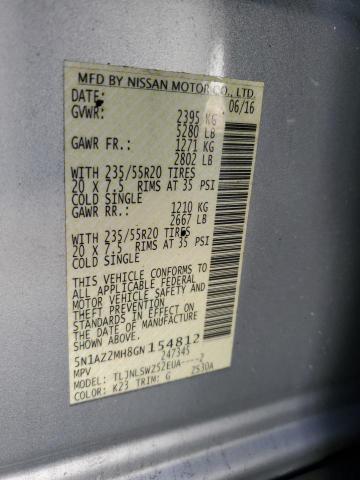 MFD BY NISSAN MOTOR CO., LTD.
DATE: 06/16
GVWR: 2395 KG
5280 LB
GAWR FR.: 1271 KG
2802 LB
WITH 235/55R20 TIRES
20 X 7.5 RIMS AT 35 PSI
COLD SINGLE
GAWR RR.: 1210 KG
2667 LB
WITH 235/55R20 TIRES
20 X 7.5 RIMS AT 35 PSI
COLD SINGLE
THIS VEHICLE CONFORMS TO
ALL APPLICABLE FEDERAL
MOTOR VEHICLE SAFETY AND
THEFT PREVENTION
STANDARDS IN EFFECT ON
THE DATE OF MANUFACTURE
SHOWN ABOVE.
5N1AZ2MH8GN154812
MPV 247345
MODEL: TLJNLSWZ52EUA----2
COLOR: K23 TRIM: G ZS30A